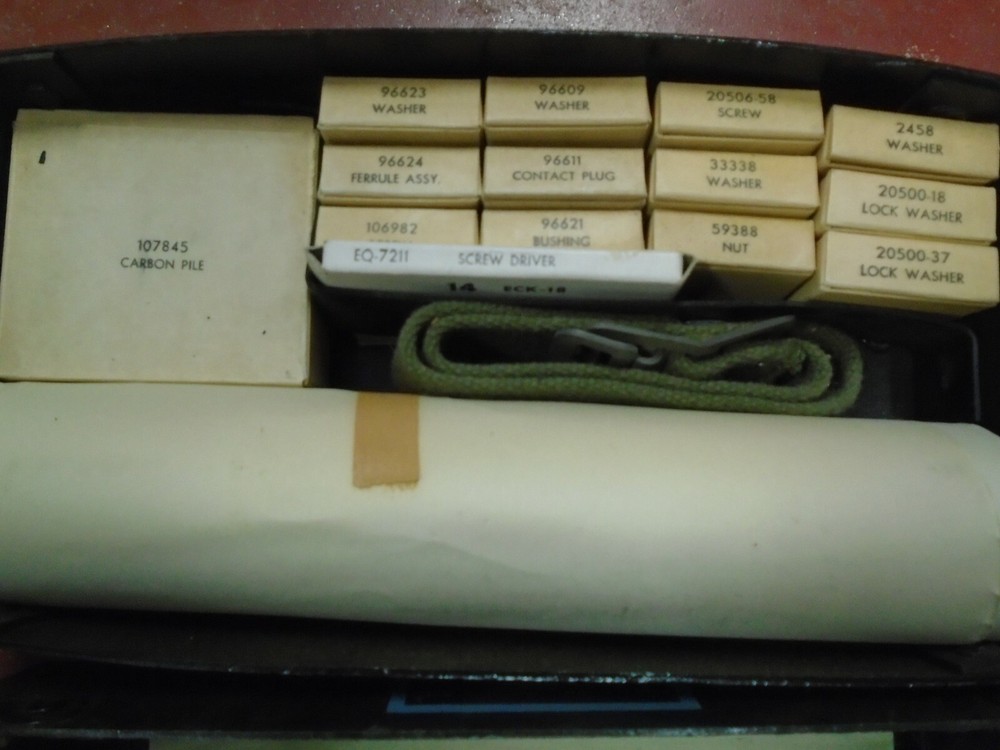 96623
WASHER
96609
WASHER
20506-58
SCREW
2458
WASHER
96624
FERRULE ASSY.
96611
CONTACT PLUG
33338
WASHER
20500-18
LOCK WASHER
106982
96621
BUSHING
59388
NUT
20500-37
LOCK WASHER
107845
CARBON PILE
EQ-7211 SCREW DRIVER
14 ECK-18